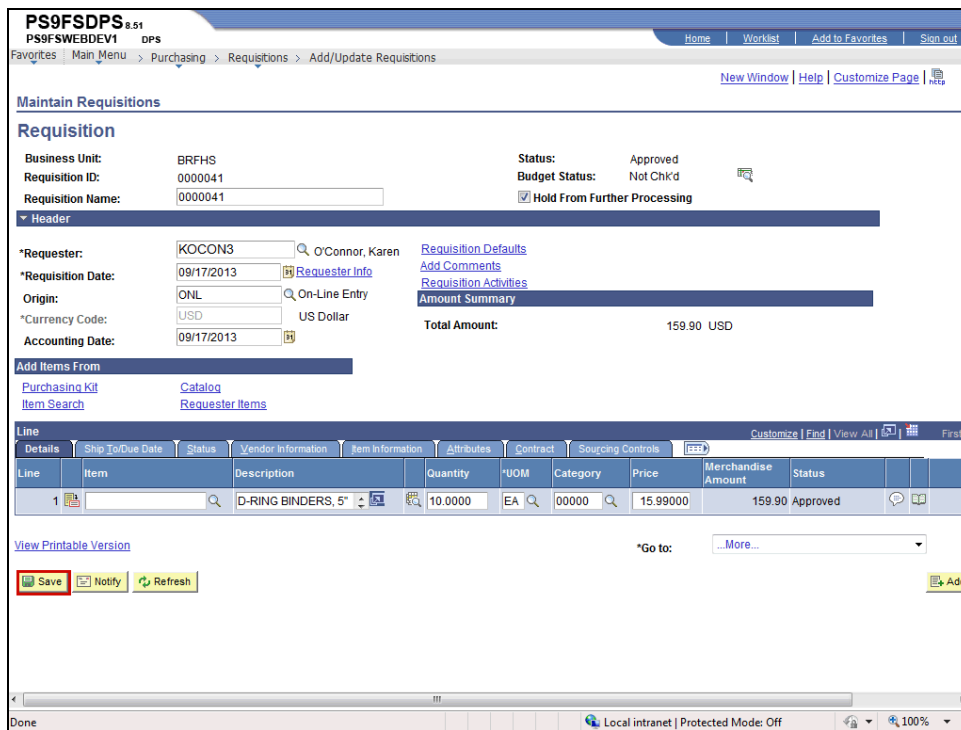 PS9FSDPS 8.51
PS9FSWEBDEV1 DPS
Home | Worklist | Add to Favorites | Sign out
Favorites Main Menu > Purchasing > Requisitions > Add/Update Requisitions
New Window | Help | Customize Page | http
Maintain Requisitions
Requisition
Business Unit: BRFHS Status: Approved
Requisition ID: 0000041 Budget Status: Not Chk'd
Requisition Name: 0000041 Hold From Further Processing
Header
*Requester: KOCON3 O'Connor, Karen Requisition Defaults
*Requisition Date: 09/17/2013 Requester Info Add Comments
Requisition Activities
Origin: ONL On-Line Entry Amount Summary
*Currency Code: USD US Dollar
Total Amount: 159.90 USD
Accounting Date: 09/17/2013
Add Items From
Purchasing Kit Catalog
Item Search Requester Items
Line Customize | Find | View All | First
Details Ship To/Due Date Status Vendor Information Item Information Attributes Contract Sourcing Controls
Line Item Description Quantity *UOM Category Price Merchandise Amount Status
1 D-RING BINDERS, 5" 10.0000 EA 00000 15.99000 159.90 Approved
View Printable Version *Go to: ...More...
Save Notify Refresh Ad
Done Local intranet | Protected Mode: Off 100%